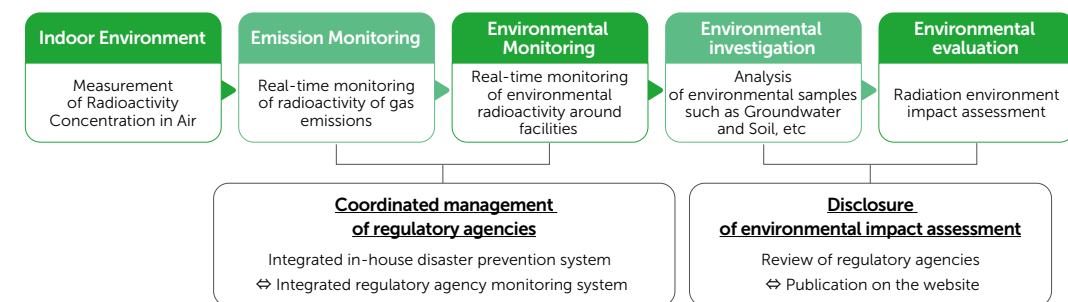 Indoor Environment
Measurement
of Radioactivity
Concentration in Air
Emission Monitoring
Real-time monitoring
of radioactivity of gas
emissions
Environmental
Monitoring
Real-time monitoring
of environmental
radioactivity around
facilities
Environmental
investigation
Analysis
of environmental samples
such as Groundwater
and Soil, etc
Environmental
evaluation
Radiation environment
impact assessment
Coordinated management
of regulatory agencies
Integrated in-house disaster prevention system
⇔ Integrated regulatory agency monitoring system
Disclosure
of environmental impact assessment
Review of regulatory agencies
⇔ Publication on the website